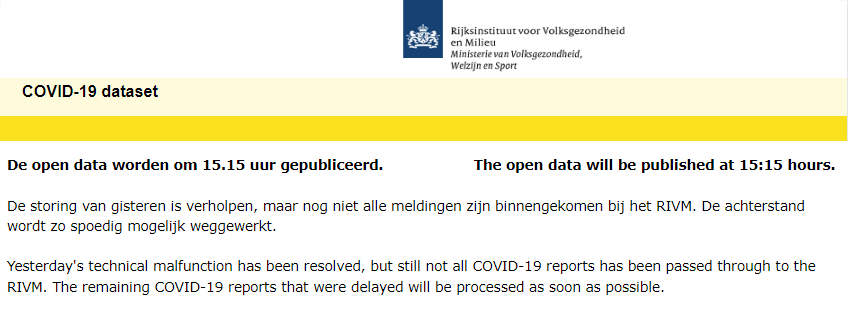 Rijksinstituut voor Volksgezondheid
en Milieu
Ministerie van Volksgezondheid,
Welzijn en Sport
COVID-19 dataset
De open data worden om 15.15 uur gepubliceerd. The open data will be published at 15:15 hours.
De storing van gisteren is verholpen, maar nog niet alle meldingen zijn binnengekomen bij het RIVM. De achterstand
wordt zo spoedig mogelijk weggewerkt.
Yesterday's technical malfunction has been resolved, but still not all COVID-19 reports has been passed through to the
RIVM. The remaining COVID-19 reports that were delayed will be processed as soon as possible.